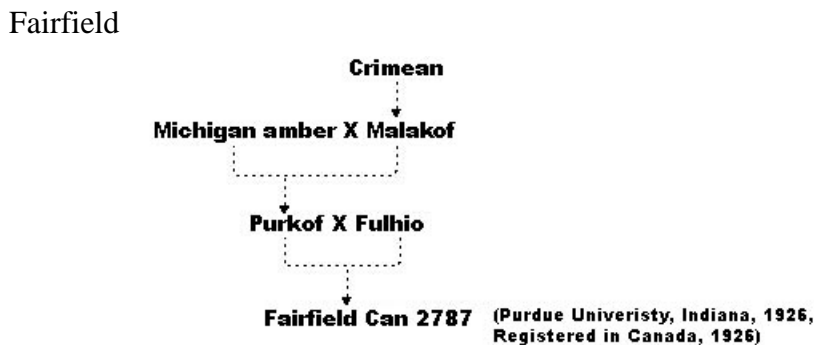 Fairfield
Crimean
Michigan amber X Malakof
Purkof X Fulhio
Fairfield Can 2787
(Purdue Univeristy, Indiana, 1926,
Registered in Canada, 1926)